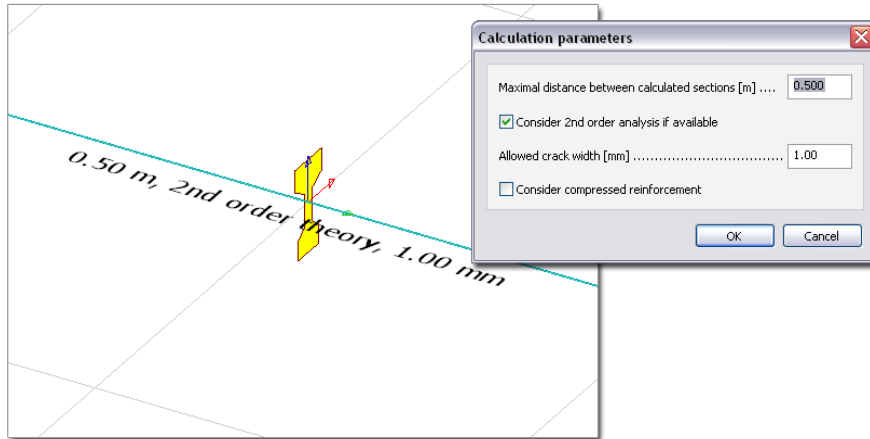 0.50 m, 2nd order theory, 1.00 mm
Calculation parameters
Maximal distance between calculated sections [m] .... 0.500
Consider 2nd order analysis if available
Allowed crack width [mm] ..................................... 1.00
Consider compressed reinforcement
OK Cancel